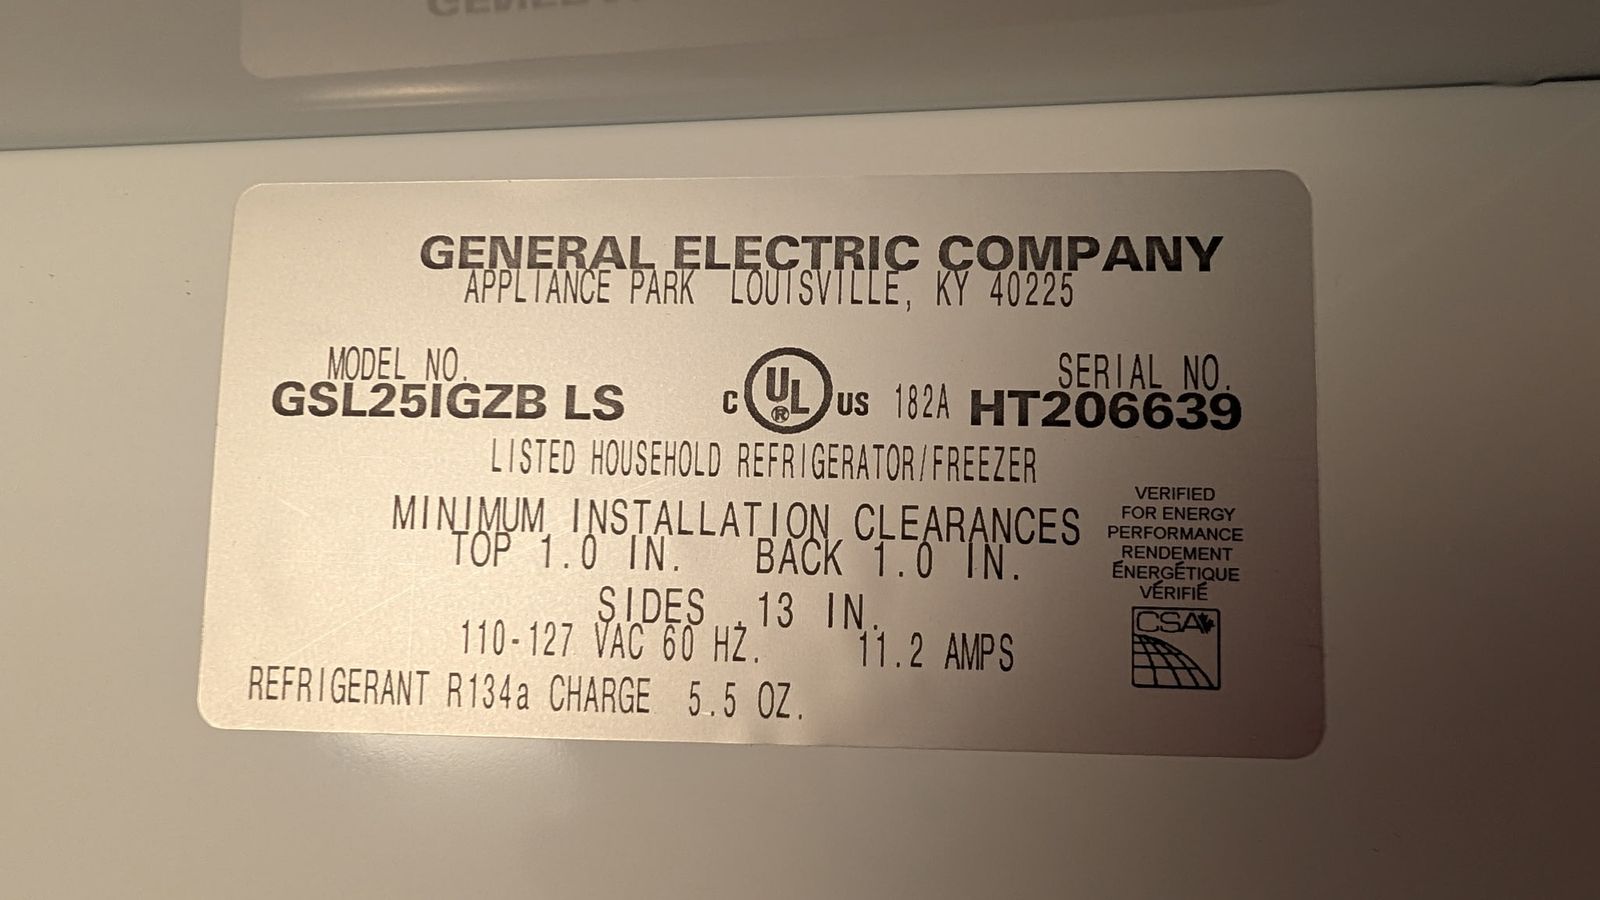 GENERAL ELECTRIC COMPANY
APPLIANCE PARK LOUISVILLE, KY 40225
MODEL NO.
GSL25IGZB LS
C UL ® US 182A
SERIAL NO.
HT206639
LISTED HOUSEHOLD REFRIGERATOR/FREEZER
MINIMUM INSTALLATION CLEARANCES
TOP 1.0 IN. BACK 1.0 IN.
SIDES .13 IN.
110-127 VAC 60 HZ. 11.2 AMPS
REFRIGERANT R134a CHARGE 5.5 OZ.
VERIFIED
FOR ENERGY
PERFORMANCE
RENDEMENT
ÉNERGÉTIQUE
VÉRIFIÉ
CSA